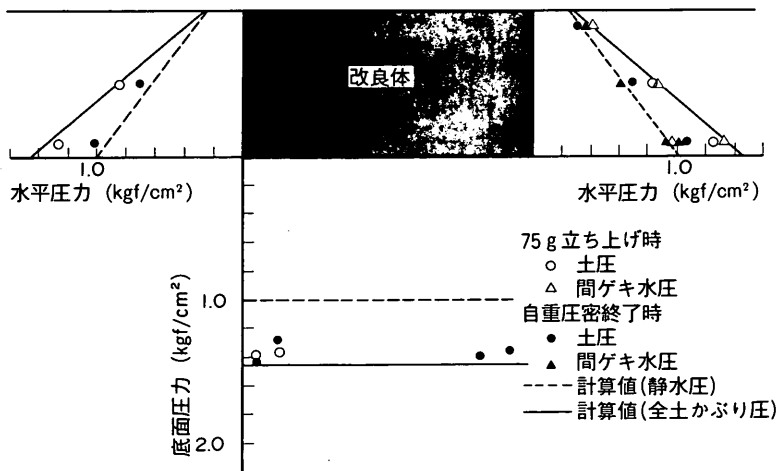 改良体
1.0
水平圧力 (kgf/cm²)
1.0
水平圧力 (kgf/cm²)
75g立ち上げ時
○ 土圧
△ 間ゲキ水圧
自重圧密終了時
● 土圧
▲ 間ゲキ水圧
計算値(静水圧)
計算値(全土かぶり圧)
底面圧力 (kgf/cm²)
1.0
2.0